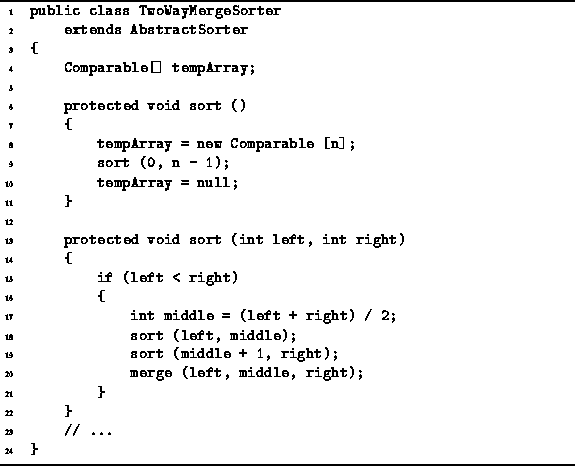 1 public class TwoWayMergeSorter
2     extends AbstractSorter
3 {
4     Comparable[] tempArray;
5
6     protected void sort ()
7     {
8         tempArray = new Comparable [n];
9         sort (0, n - 1);
10         tempArray = null;
11     }
12
13     protected void sort (int left, int right)
14     {
15         if (left < right)
16         {
17             int middle = (left + right) / 2;
18             sort (left, middle);
19             sort (middle + 1, right);
20             merge (left, middle, right);
21         }
22     }
23     // ...
24 }